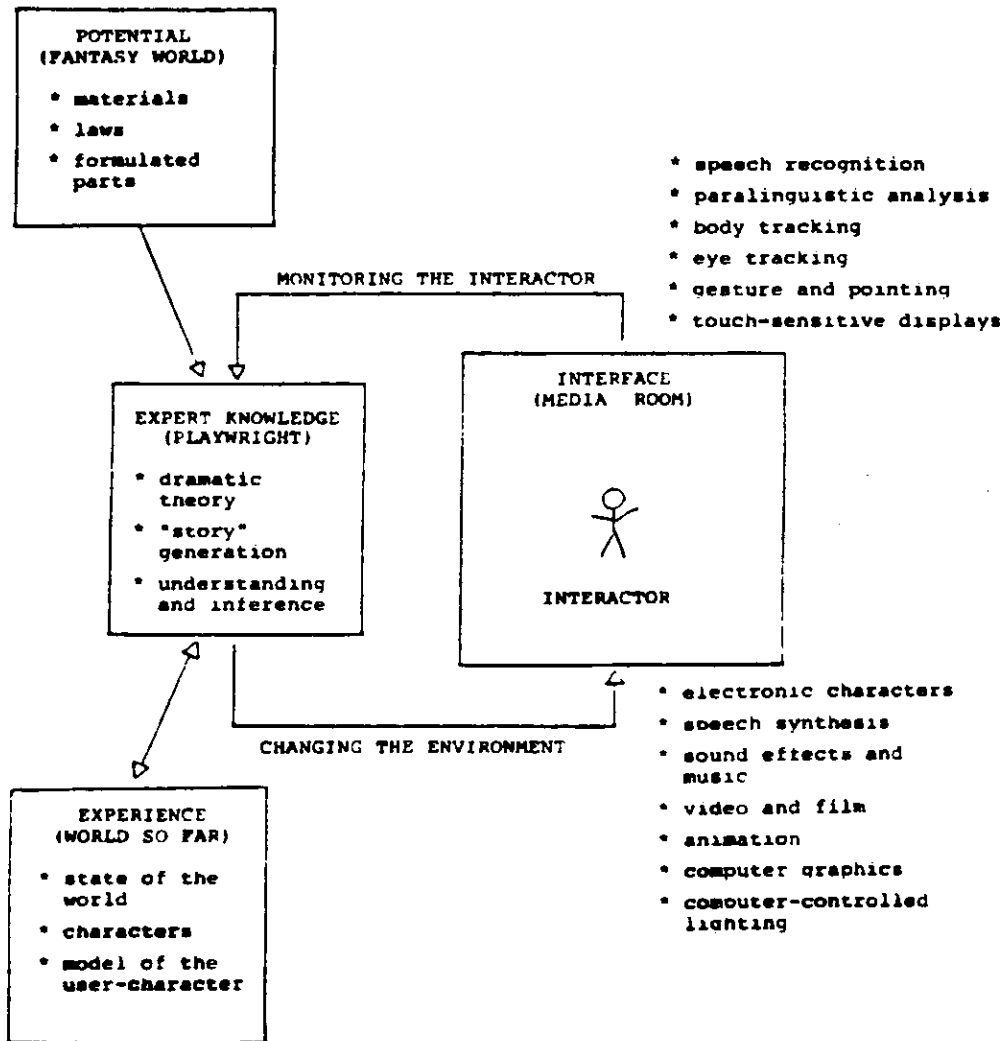 POTENTIAL
(FANTASY WORLD)
* materials
* laws
* formulated
parts
* speech recognition
* paralinguistic analysis
* body tracking
* eye tracking
* gesture and pointing
* touch-sensitive displays
MONITORING THE INTERACTOR
INTERFACE
(MEDIA ROOM)
INTERACTOR
EXPERT KNOWLEDGE
(PLAYWRIGHT)
* dramatic
theory
* "story"
generation
* understanding
and inference
CHANGING THE ENVIRONMENT
* electronic characters
* speech synthesis
* sound effects and
music
* video and film
* animation
* computer graphics
* computer-controlled
lighting
EXPERIENCE
(WORLD SO FAR)
* state of the
world
* characters
* model of the
user-character